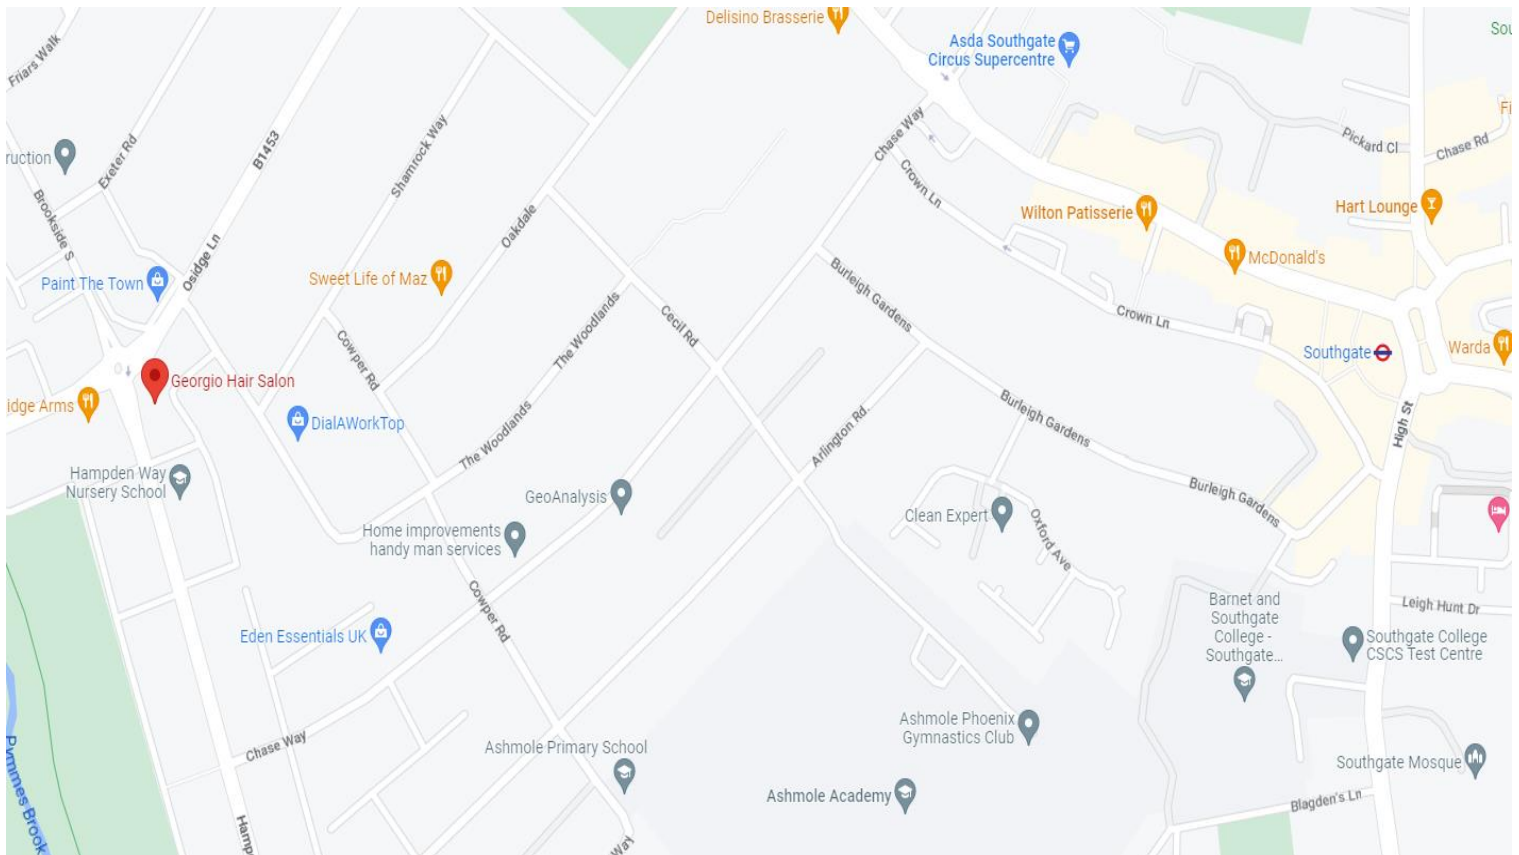 Delisino Brasserie
Asda Southgate
Circus Supercentre
Sou
Friars Walk
Fi
ruction
Exeter Rd
B1453
Shamrock Way
Chase Way
Pickard Cl
Chase Rd
Brookside S
Osidge Ln
Oakdale
Crown Ln
Wilton Patisserie
Hart Lounge
McDonald's
Paint The Town
Sweet Life of Maz
Burleigh Gardens
Crown Ln
Cowper Rd
The Woodlands
Cecil Rd
Southgate
Warda
Georgio Hair Salon
idge Arms
DialAWorkTop
The Woodlands
Arlington Rd.
Burleigh Gardens
High St
Hampden Way
Nursery School
GeoAnalysis
Burleigh Gardens
Clean Expert
Oxford Ave
Home improvements
handy man services
Cowper Rd
Barnet and
Southgate
College -
Southgate...
Leigh Hunt Dr
Eden Essentials UK
Southgate College
CSCS Test Centre
Chase Way
Ashmole Primary School
Ashmole Phoenix
Gymnastics Club
Southgate Mosque
Ashmole Academy
Blagden's Ln
Pymmes Brook
Hamp
Way